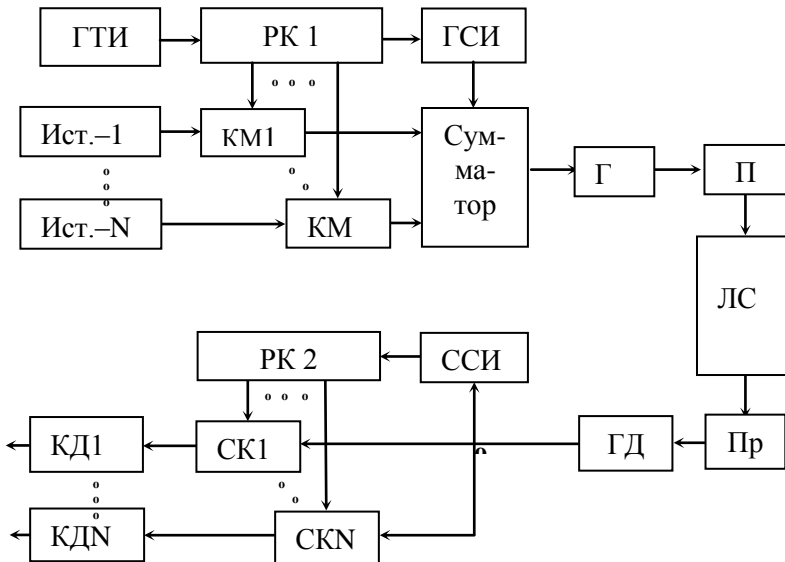 ГТИ
РК 1
ГСИ
Ист.–1
КМ1
Сум-
ма-
тор
Г
П
Ист.–N
КМ
ЛС
РК 2
ССИ
КД1
СК1
ГД
Пр
КДN
СКN